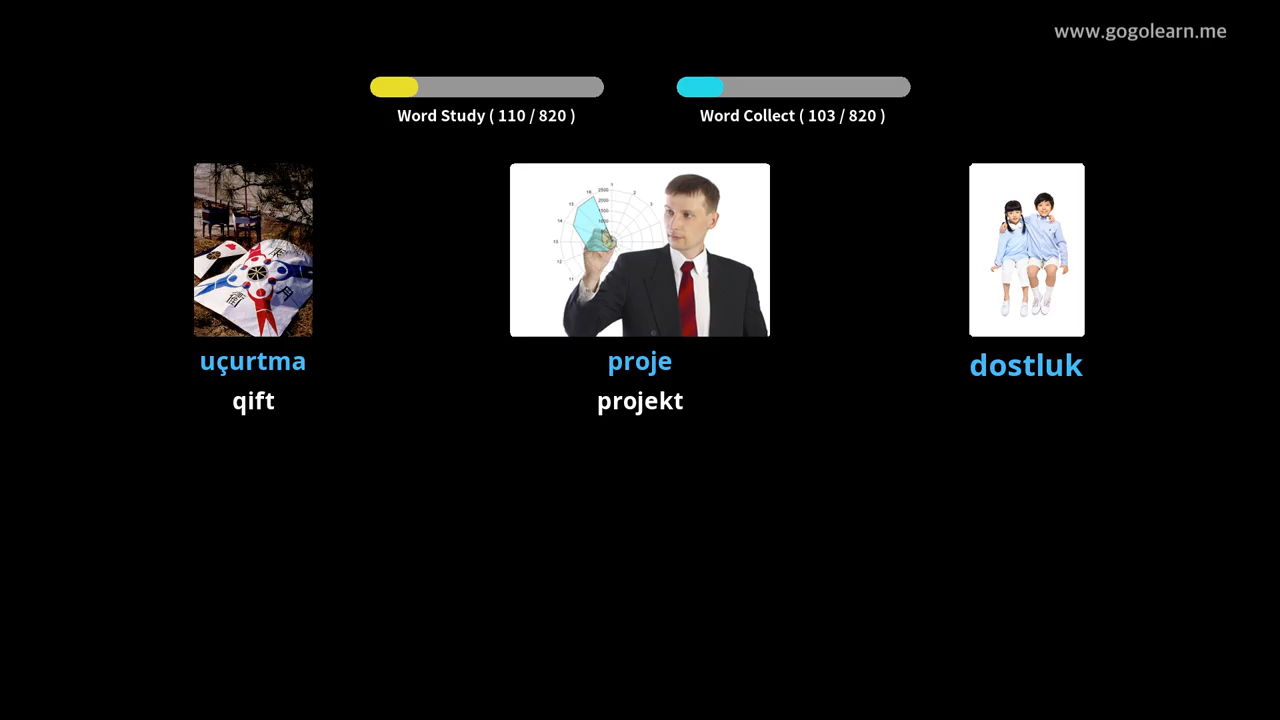 www.gogolearn.me
Word Study ( 110 / 820 )
Word Collect ( 103 / 820 )
uçurtma
proje
dostluk
qift
projekt